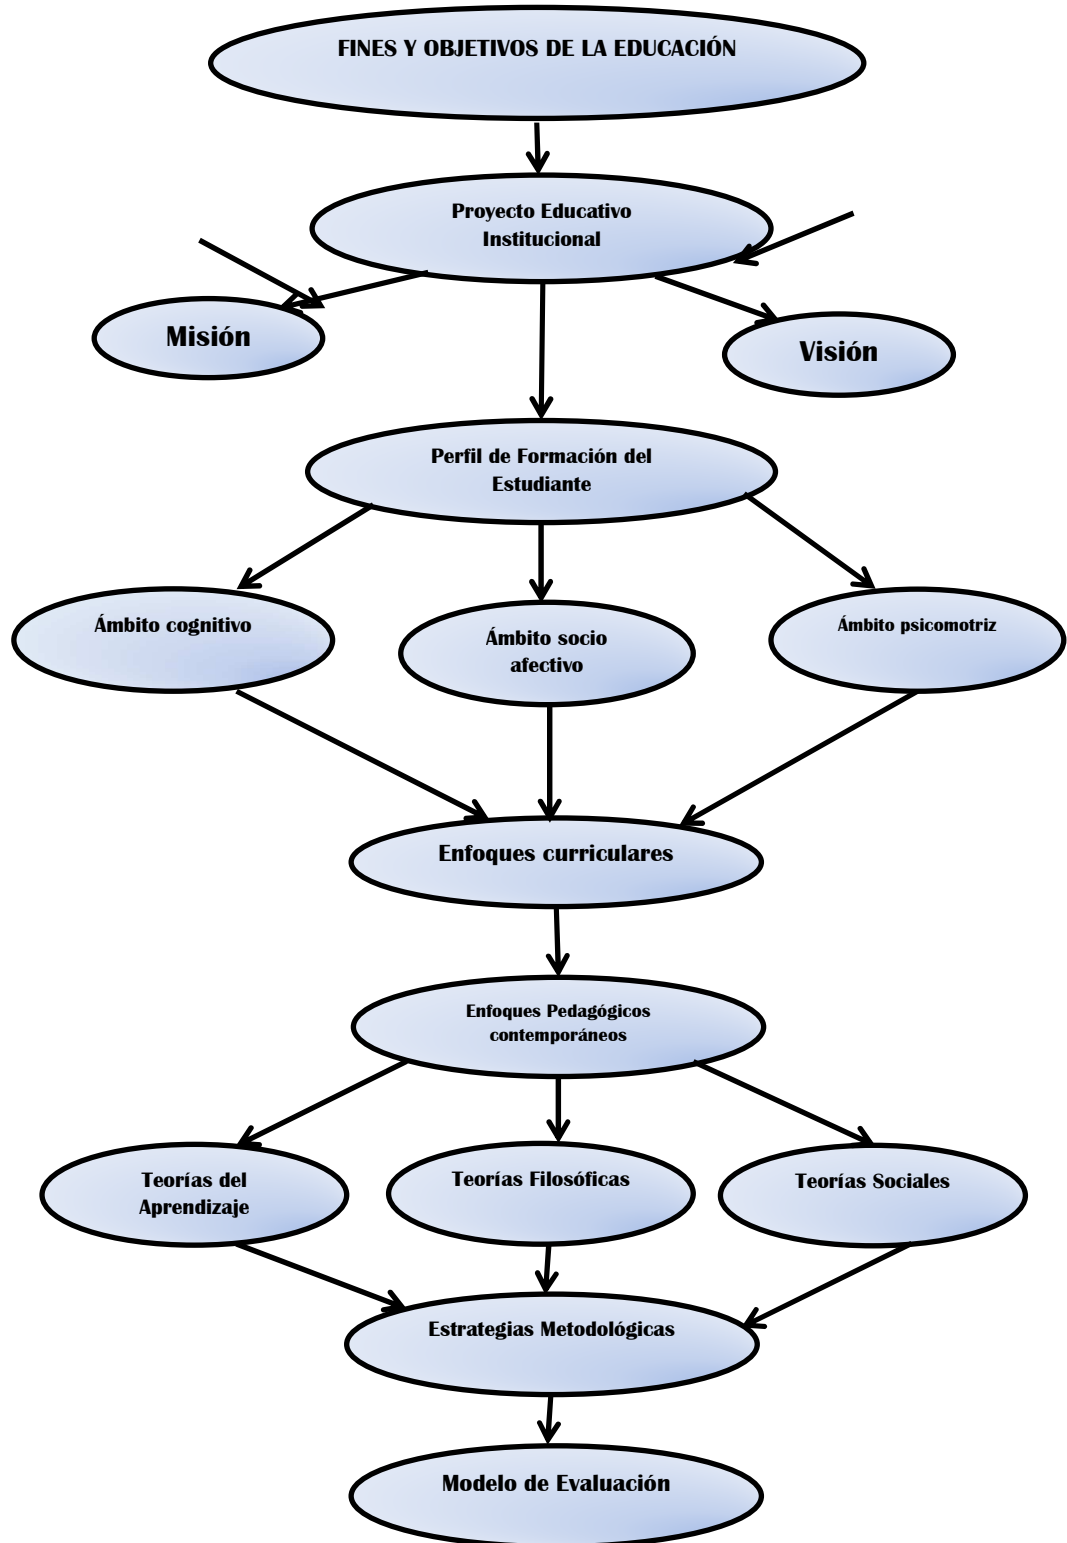 FINES Y OBJETIVOS DE LA EDUCACIÓN
Proyecto Educativo
Institucional
Misión
Visión
Perfil de Formación del
Estudiante
Ámbito cognitivo
Ámbito socio
afectivo
Ámbito psicomotriz
Enfoques curriculares
Enfoques Pedagógicos
contemporáneos
Teorías del
Aprendizaje
Teorías Filosóficas
Teorías Sociales
Estrategias Metodológicas
Modelo de Evaluación